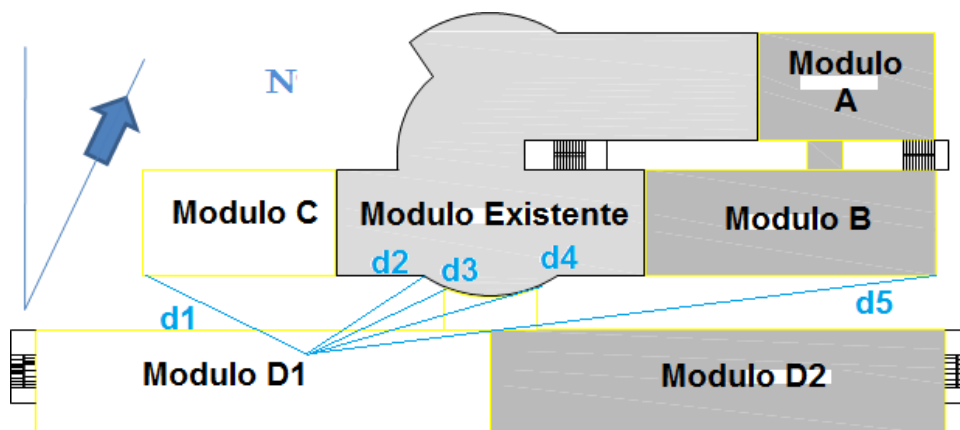 N
Modulo
A
Modulo C
Modulo Existente
Modulo B
d1
d2
d3
d4
d5
Modulo D1
Modulo D2